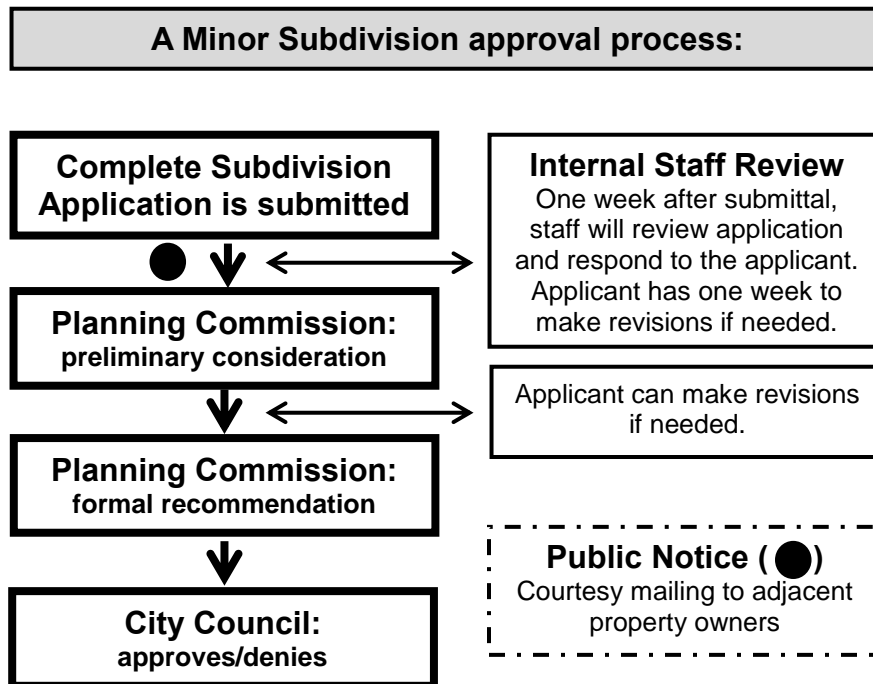 A Minor Subdivision approval process:
Complete Subdivision
Application is submitted
Internal Staff Review
One week after submittal,
staff will review application
and respond to the applicant.
Applicant has one week to
make revisions if needed.
Planning Commission:
preliminary consideration
Applicant can make revisions
if needed.
Planning Commission:
formal recommendation
Public Notice ( ● )
Courtesy mailing to adjacent
property owners
City Council:
approves/denies